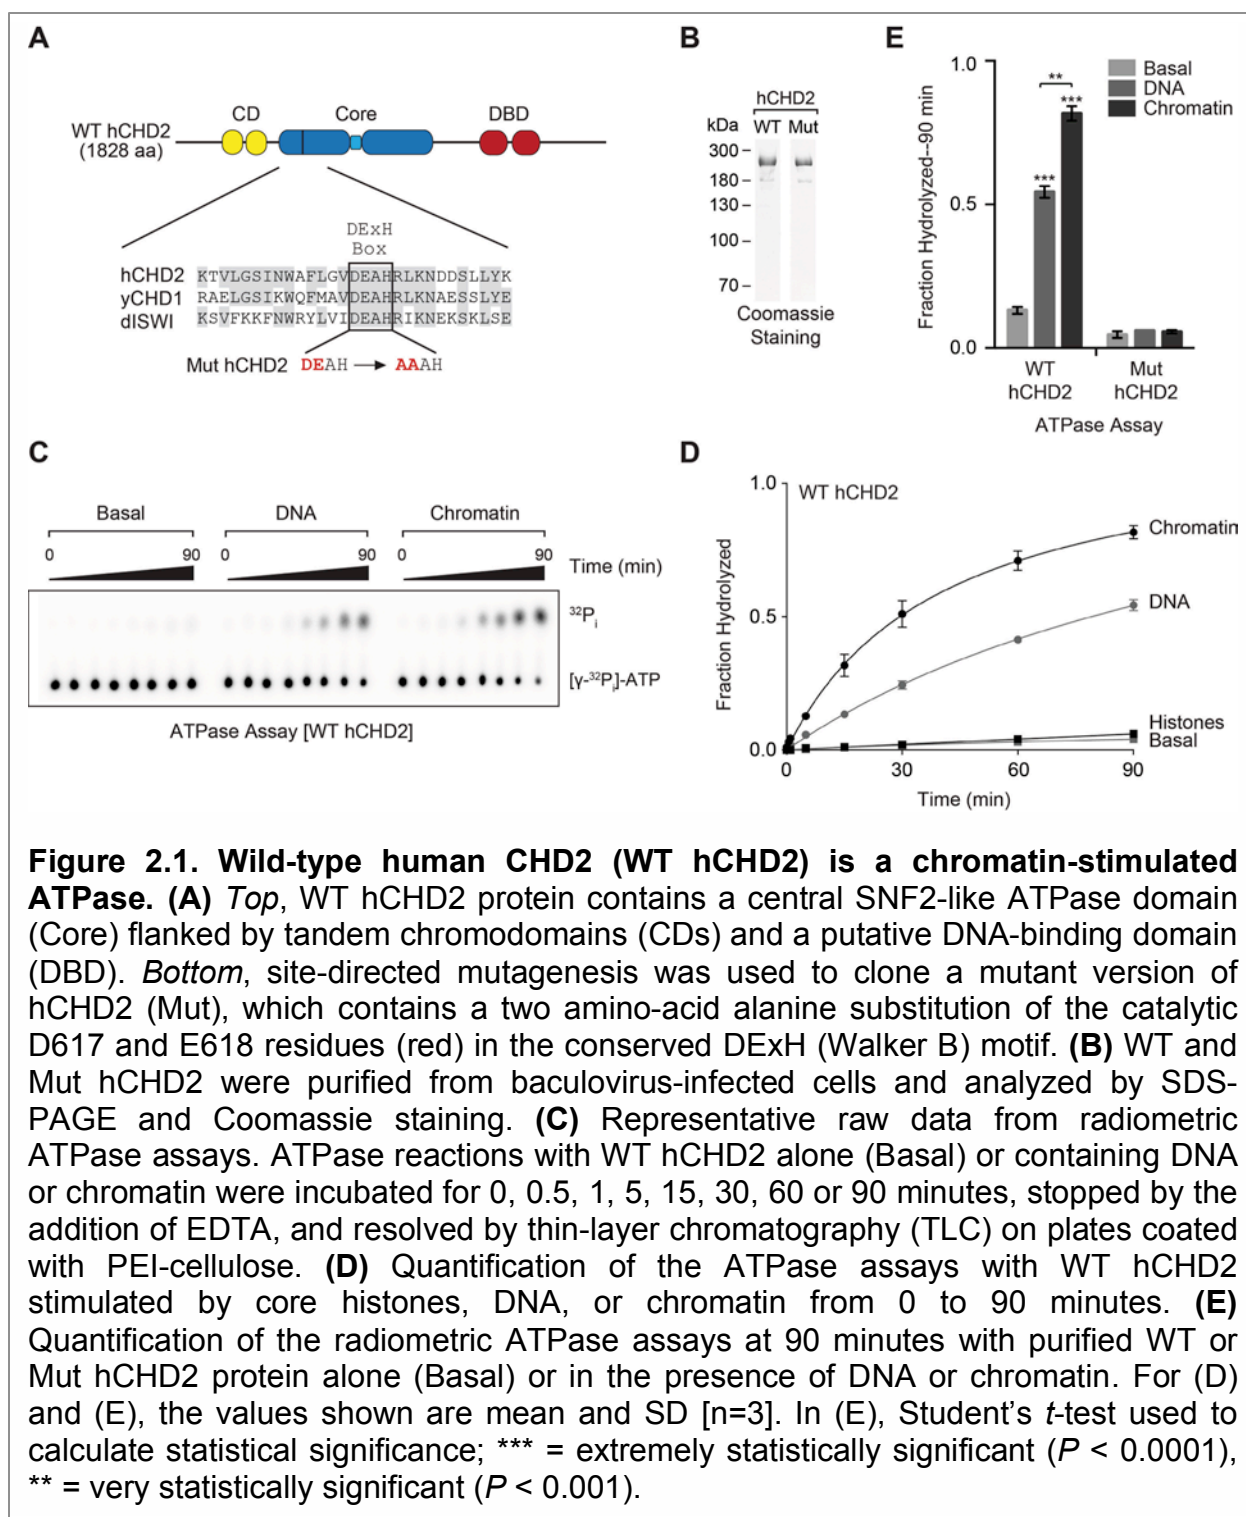 A
CD
Core
DBD
WT hCHD2
(1828 aa)
DExH
Box
hCHD2 KTVLGSINWAFLGVDEAHRLKNDDSLLYK
yCHD1 RAELGSIKWQFMAVDEAHRLKNAESSLYE
dISWI KSVFKKFNWRYLVIDEAHRIKNEKSKLSE
Mut hCHD2 DEAH AAAH
B
hCHD2
kDa WT Mut
300
180
130
100
70
Coomassie
Staining
E
Basal
DNA
Chromatin
1.0
0.5
0.0
Fraction Hydrolyzed--90 min
**
***
***
WT
hCHD2
Mut
hCHD2
ATPase Assay
C
Basal DNA Chromatin
0 90 0 90 0 90
Time (min)
32Pi
[γ-32Pi]-ATP
ATPase Assay [WT hCHD2]
D
WT hCHD2
1.0
0.5
0.0
Fraction Hydrolyzed
Chromatin
DNA
Histones
Basal
0 30 60 90
Time (min)
Figure 2.1. Wild-type human CHD2 (WT hCHD2) is a chromatin-stimulated
ATPase. (A) Top, WT hCHD2 protein contains a central SNF2-like ATPase domain
(Core) flanked by tandem chromodomains (CDs) and a putative DNA-binding domain
(DBD). Bottom, site-directed mutagenesis was used to clone a mutant version of
hCHD2 (Mut), which contains a two amino-acid alanine substitution of the catalytic
D617 and E618 residues (red) in the conserved DExH (Walker B) motif. (B) WT and
Mut hCHD2 were purified from baculovirus-infected cells and analyzed by SDS-
PAGE and Coomassie staining. (C) Representative raw data from radiometric
ATPase assays. ATPase reactions with WT hCHD2 alone (Basal) or containing DNA
or chromatin were incubated for 0, 0.5, 1, 5, 15, 30, 60 or 90 minutes, stopped by the
addition of EDTA, and resolved by thin-layer chromatography (TLC) on plates coated
with PEI-cellulose. (D) Quantification of the ATPase assays with WT hCHD2
stimulated by core histones, DNA, or chromatin from 0 to 90 minutes. (E)
Quantification of the radiometric ATPase assays at 90 minutes with purified WT or
Mut hCHD2 protein alone (Basal) or in the presence of DNA or chromatin. For (D)
and (E), the values shown are mean and SD [n=3]. In (E), Student’s t-test used to
calculate statistical significance; *** = extremely statistically significant (P < 0.0001),
** = very statistically significant (P < 0.001).